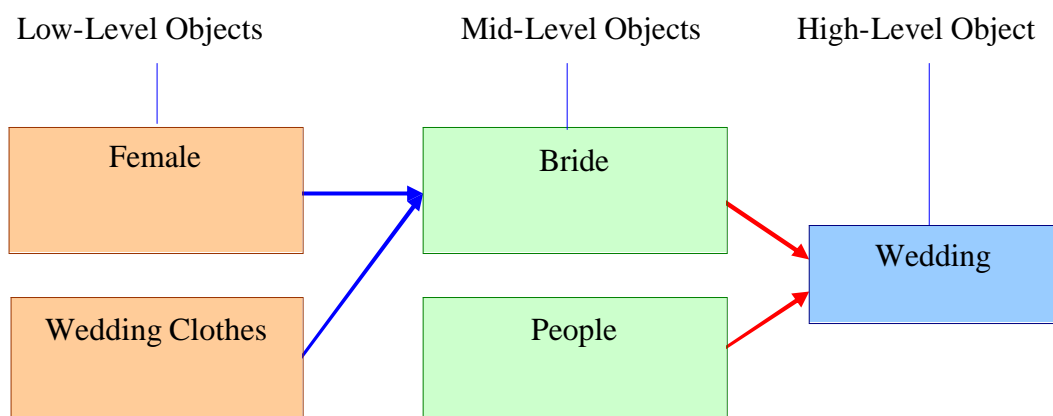 Low-Level Objects
Mid-Level Objects
High-Level Object
Female
Bride
Wedding
Wedding Clothes
People